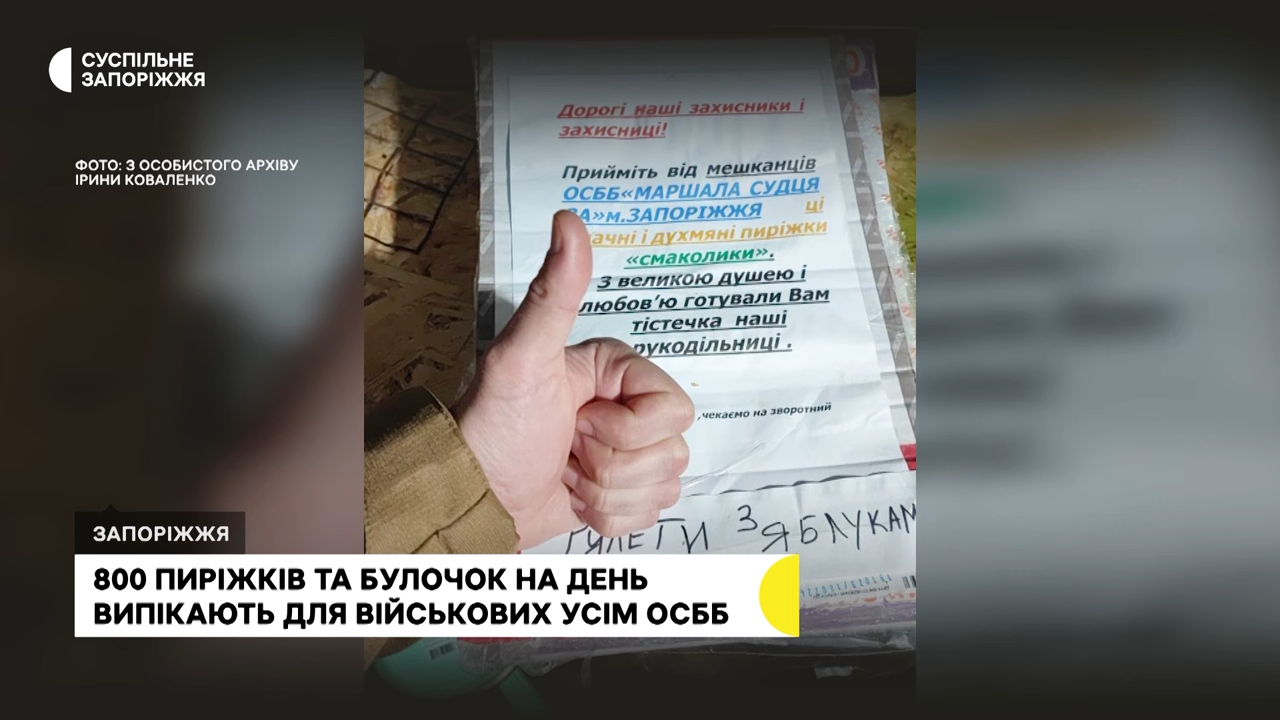 СУСПІЛЬНЕ
ЗАПОРІЖЖЯ
ФОТО: З ОСОБИСТОГО АРХІВУ
ІРИНИ КОВАЛЕНКО
Дорогі наші захисники і
захисниці!
Прийміть від мешканців
ОСББ«МАРШАЛА СУДЦЯ
»м.ЗАПОРІЖЖЯ ці
і духмяні пиріжки
«смаколики».
З великою душею і
любов’ю готували Вам
тістечка наші
рукодільниці .
,чекаємо на зворотний
З ЯБЛУКАМ
ЗАПОРІЖЖЯ
800 ПИРІЖКІВ ТА БУЛОЧОК НА ДЕНЬ
ВИПІКАЮТЬ ДЛЯ ВІЙСЬКОВИХ УСІМ ОСББ